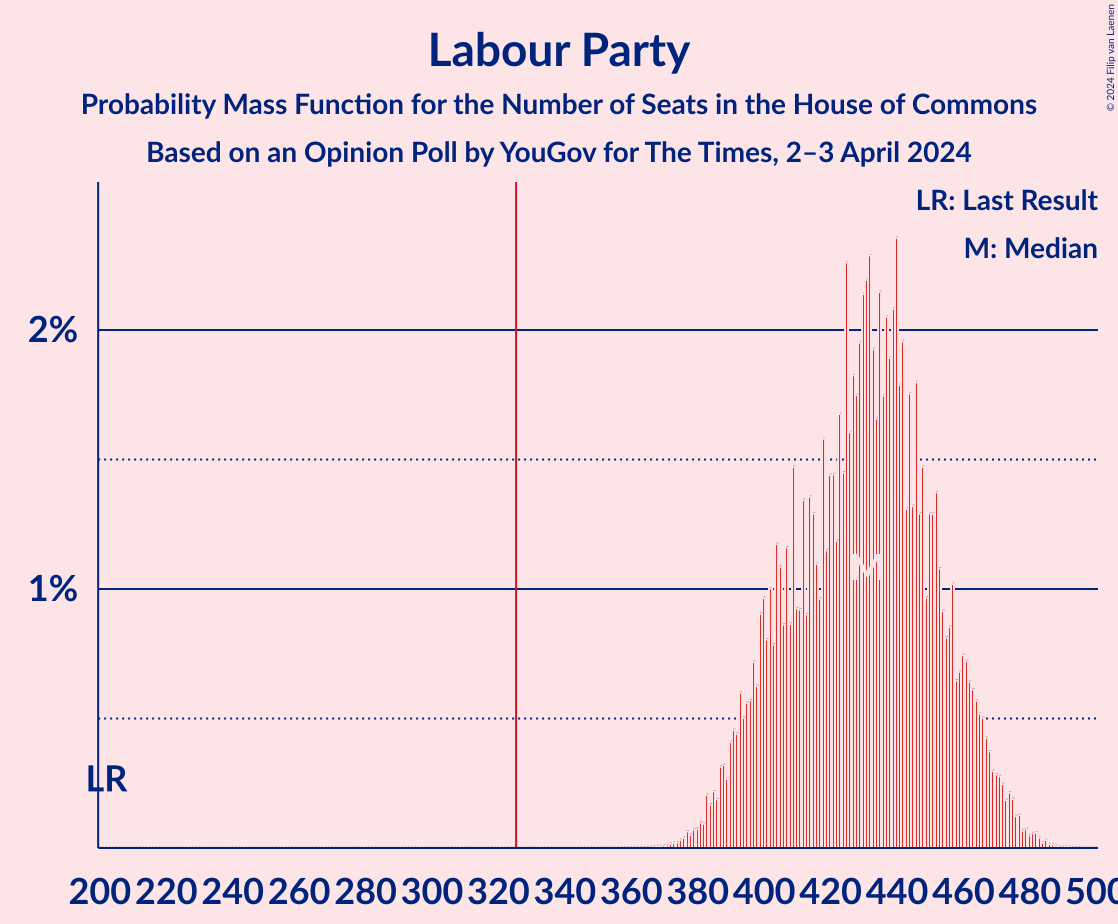 Labour Party
Probability Mass Function for the Number of Seats in the House of Commons
Based on an Opinion Poll by YouGov for The Times, 2–3 April 2024
© 2024 Filip van Laenen
LR: Last Result
M: Median
2%
1%
M
LR
200 220 240 260 280 300 320 340 360 380 400 420 440 460 480 500